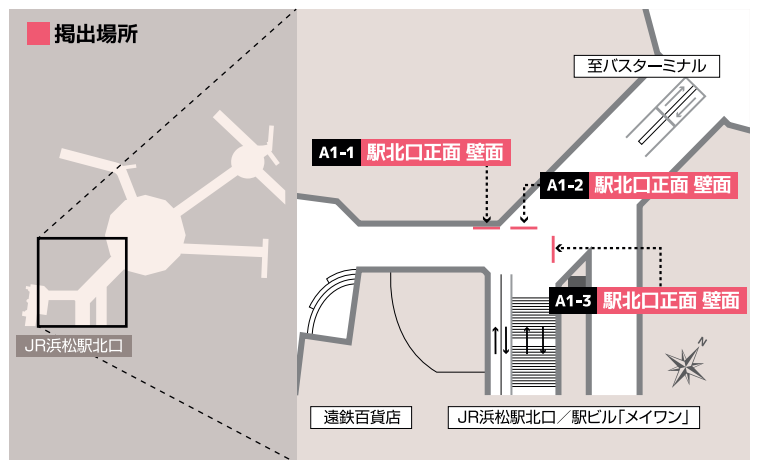 掲出場所
至バスターミナル
A1-1 駅北口正面 壁面
A1-2 駅北口正面 壁面
A1-3 駅北口正面 壁面
JR浜松駅北口
N
遠鉄百貨店
JR浜松駅北口／駅ビル「メイワン」